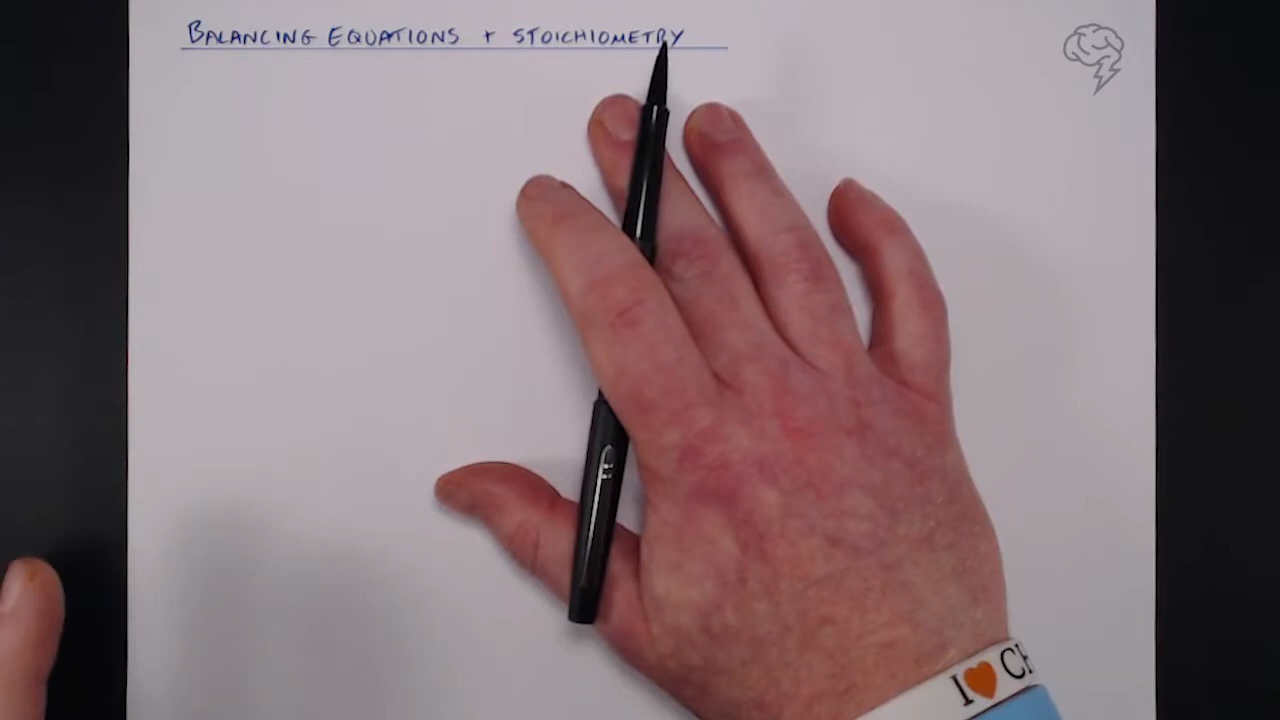 BALANCING EQUATIONS + STOICHIOMETRY
I 🧡 CH